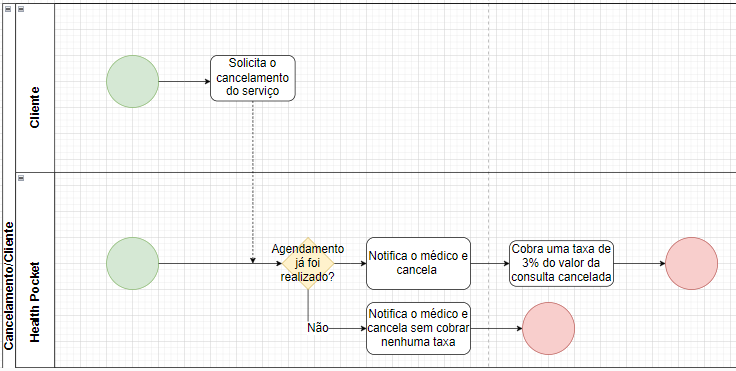 Cancelamento/Cliente
Cliente
Solicita o
cancelamento
do serviço
Health Pocket
Agendamento
já foi
realizado?
Notifica o médico e
cancela
Cobra uma taxa de
3% do valor da
consulta cancelada
Não
Notifica o médico e
cancela sem cobrar
nenhuma taxa